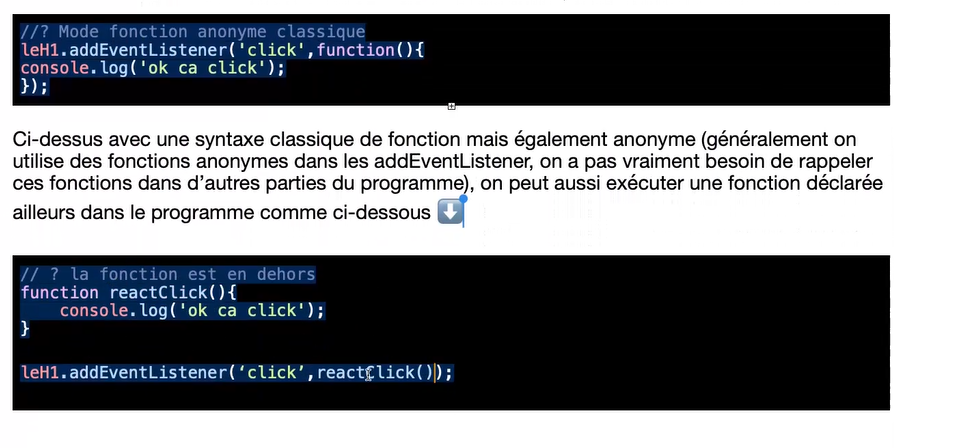 //? Mode fonction anonyme classique
leH1.addEventListener('click',function(){
console.log('ok ca click');
});
Ci-dessus avec une syntaxe classique de fonction mais également anonyme (généralement on
utilise des fonctions anonymes dans les addEventListener, on a pas vraiment besoin de rappeler
ces fonctions dans d’autres parties du programme), on peut aussi exécuter une fonction déclarée
ailleurs dans le programme comme ci-dessous ⬇️
// ? la fonction est en dehors
function reactClick(){
    console.log('ok ca click');
}
leH1.addEventListener(‘click’,reactClick());